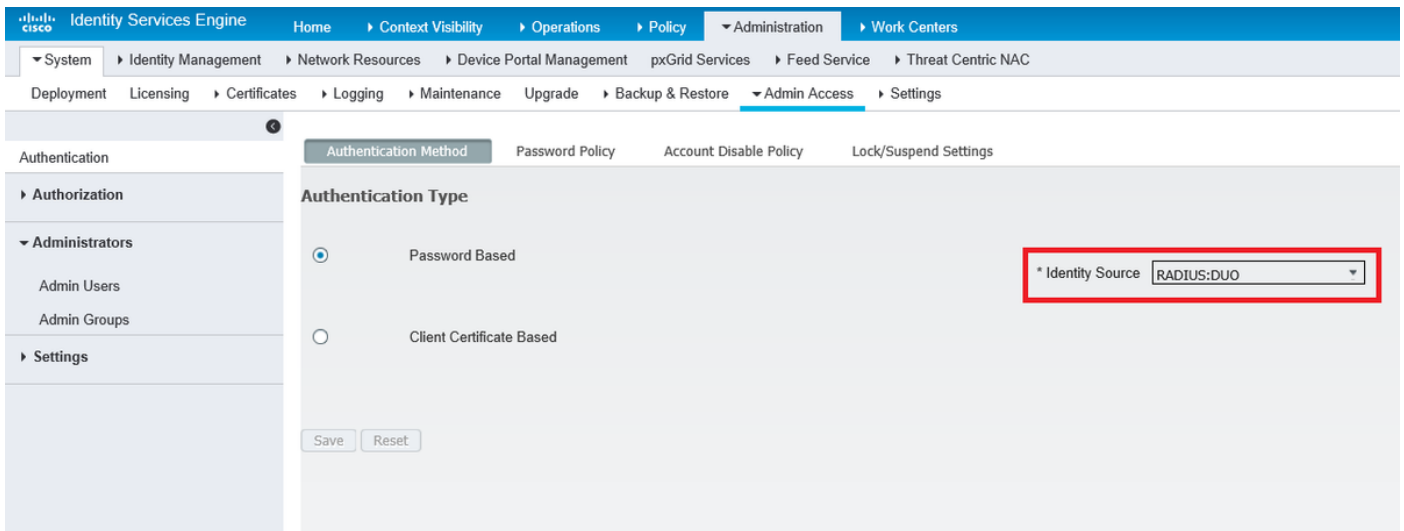 cisco Identity Services Engine Home Context Visibility Operations Policy Administration Work Centers
System Identity Management Network Resources Device Portal Management pxGrid Services Feed Service Threat Centric NAC
Deployment Licensing Certificates Logging Maintenance Upgrade Backup & Restore Admin Access Settings
Authentication
Authorization
Administrators
Admin Users
Admin Groups
Settings
Authentication Method Password Policy Account Disable Policy Lock/Suspend Settings
Authentication Type
Password Based
* Identity Source RADIUS:DUO
Client Certificate Based
Save Reset